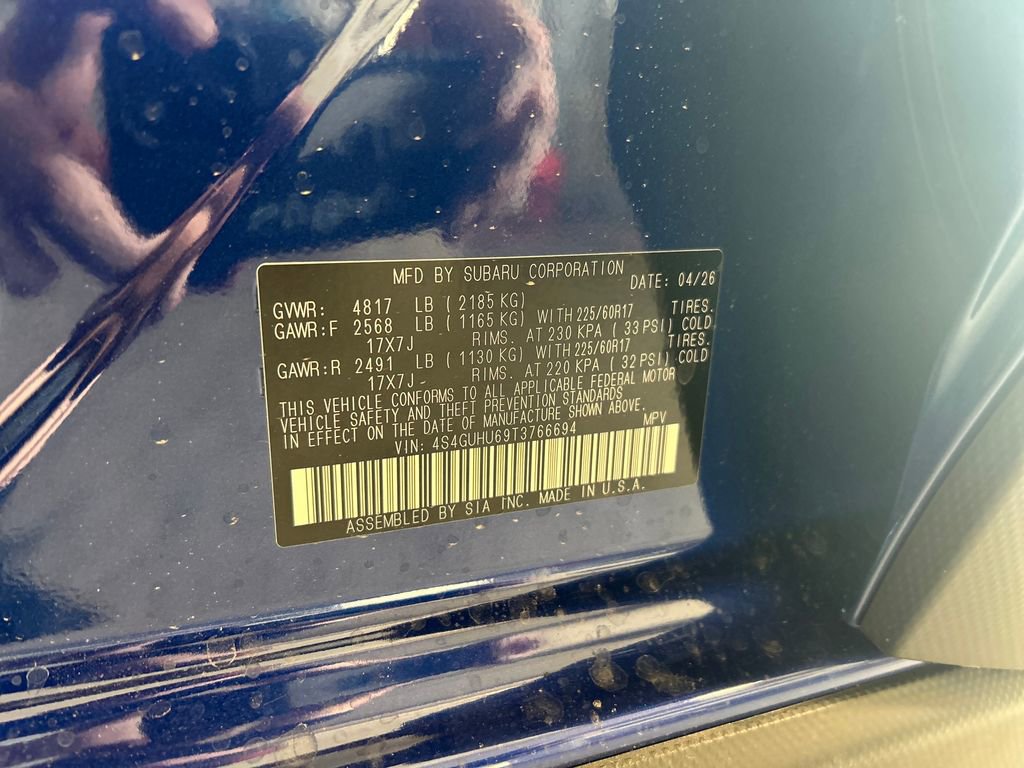 MFD BY SUBARU CORPORATION DATE: 04/26
GVWR: 4817 LB ( 2185 KG)
GAWR:F 2568 LB ( 1165 KG) WITH 225/60R17 TIRES.
17X7J RIMS. AT 230 KPA ( 33 PSI) COLD
GAWR:R 2491 LB ( 1130 KG) WITH 225/60R17 TIRES.
17X7J RIMS. AT 220 KPA ( 32 PSI) COLD
THIS VEHICLE CONFORMS TO ALL APPLICABLE FEDERAL MOTOR
VEHICLE SAFETY AND THEFT PREVENTION STANDARDS
IN EFFECT ON THE DATE OF MANUFACTURE SHOWN ABOVE.
VIN: 4S4GUHU69T3766694 MPV
ASSEMBLED BY SIA INC. MADE IN U.S.A.